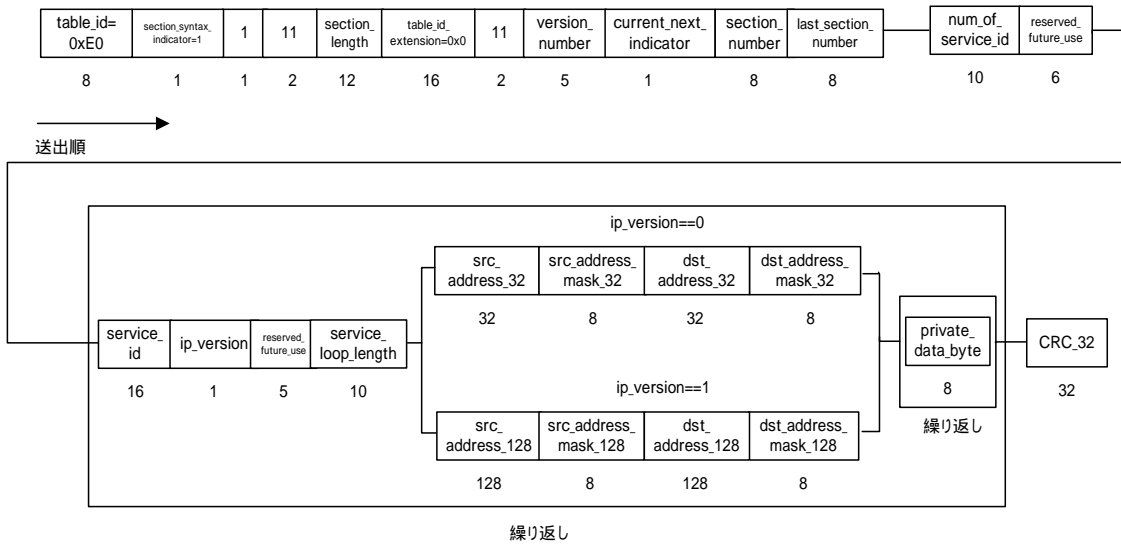 table_id=
0xE0
section_syntax_
indicator=1
1
11
section_
length
table_id_
extension=0x0
11
version_
number
current_next_
indicator
section_
number
last_section_
number
num_of_
service_id
reserved_
future_use
8
1
1
2
12
16
2
5
1
8
8
10
6
送出順
ip_version==0
src_
address_32
src_address_
mask_32
dst_
address_32
dst_address_
mask_32
32
8
32
8
service_
id
ip_version
reserved_
future_use
service_
loop_length
private_
data_byte
CRC_32
16
1
5
10
8
32
ip_version==1
繰り返し
src_
address_128
src_address_
mask_128
dst_
address_128
dst_address_
mask_128
128
8
128
8
繰り返し